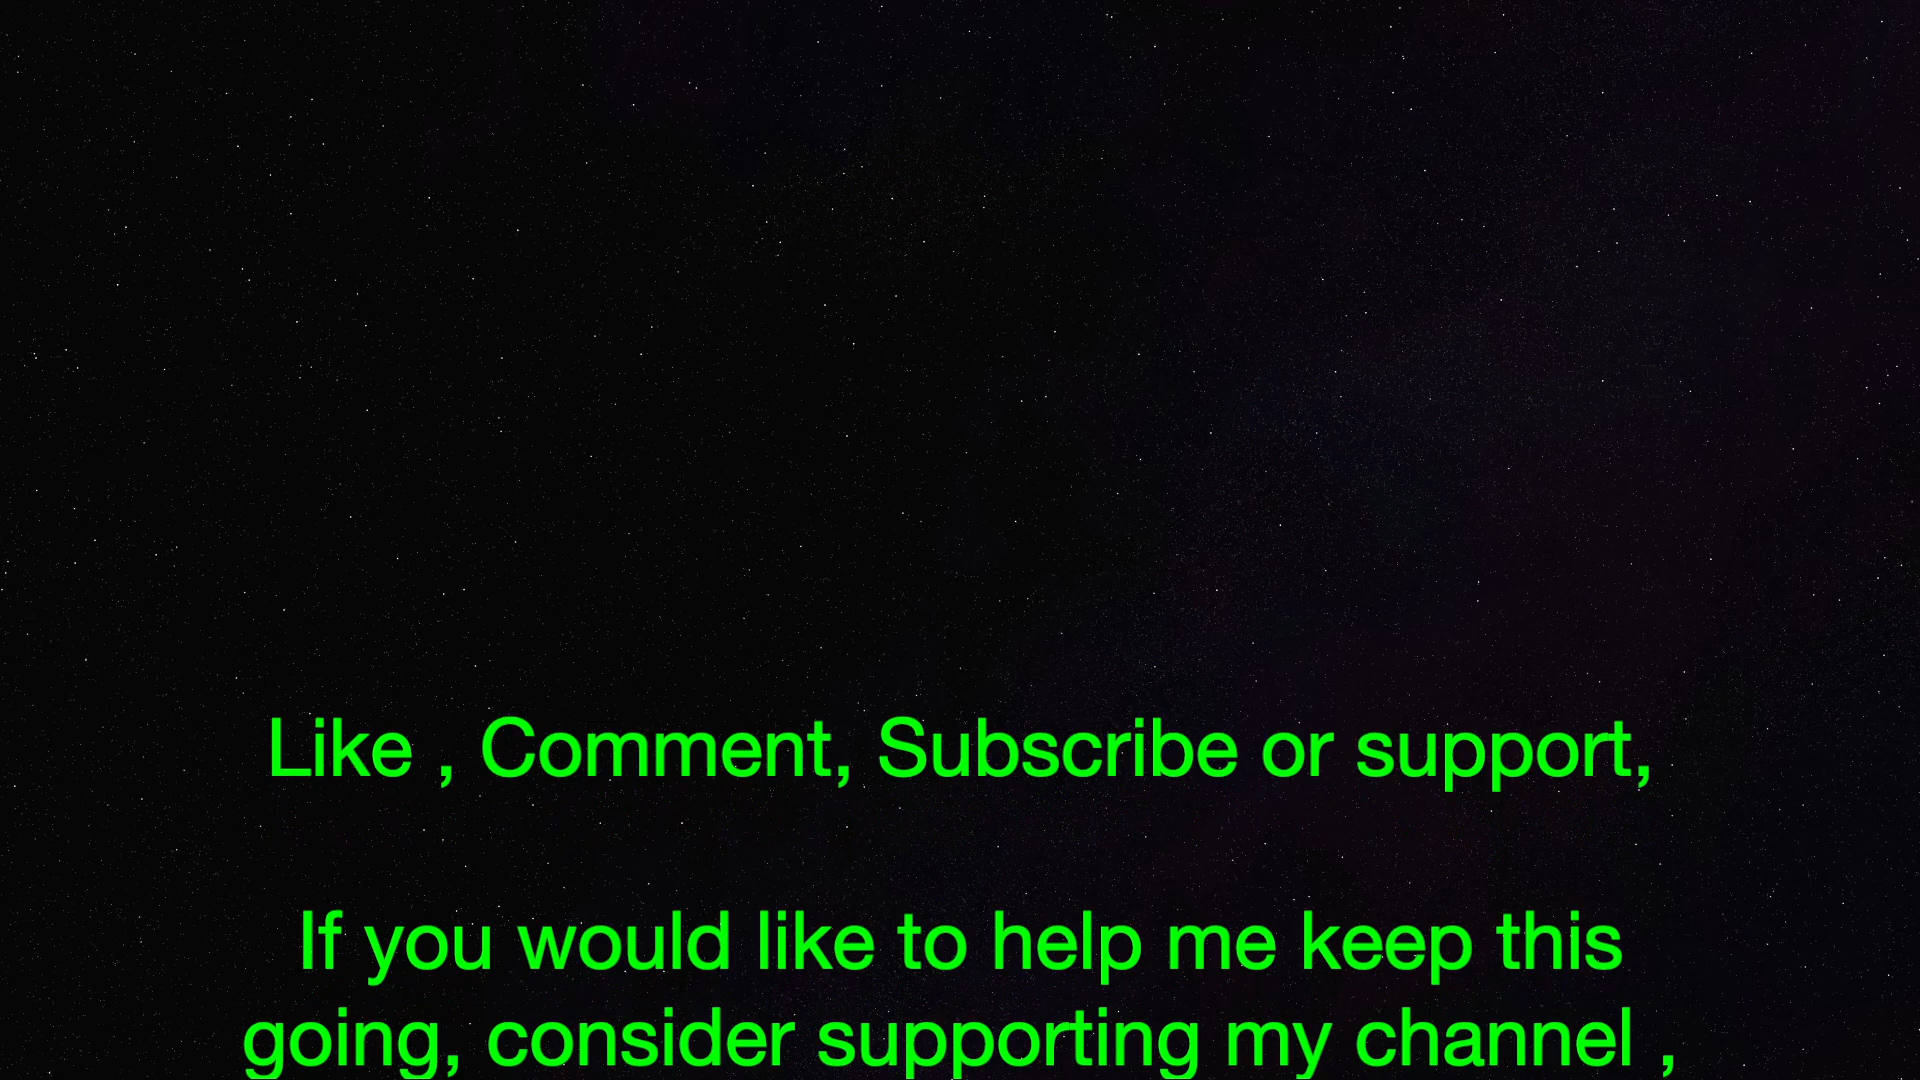 Like , Comment, Subscribe or support,
If you would like to help me keep this
going, consider supporting my channel ,